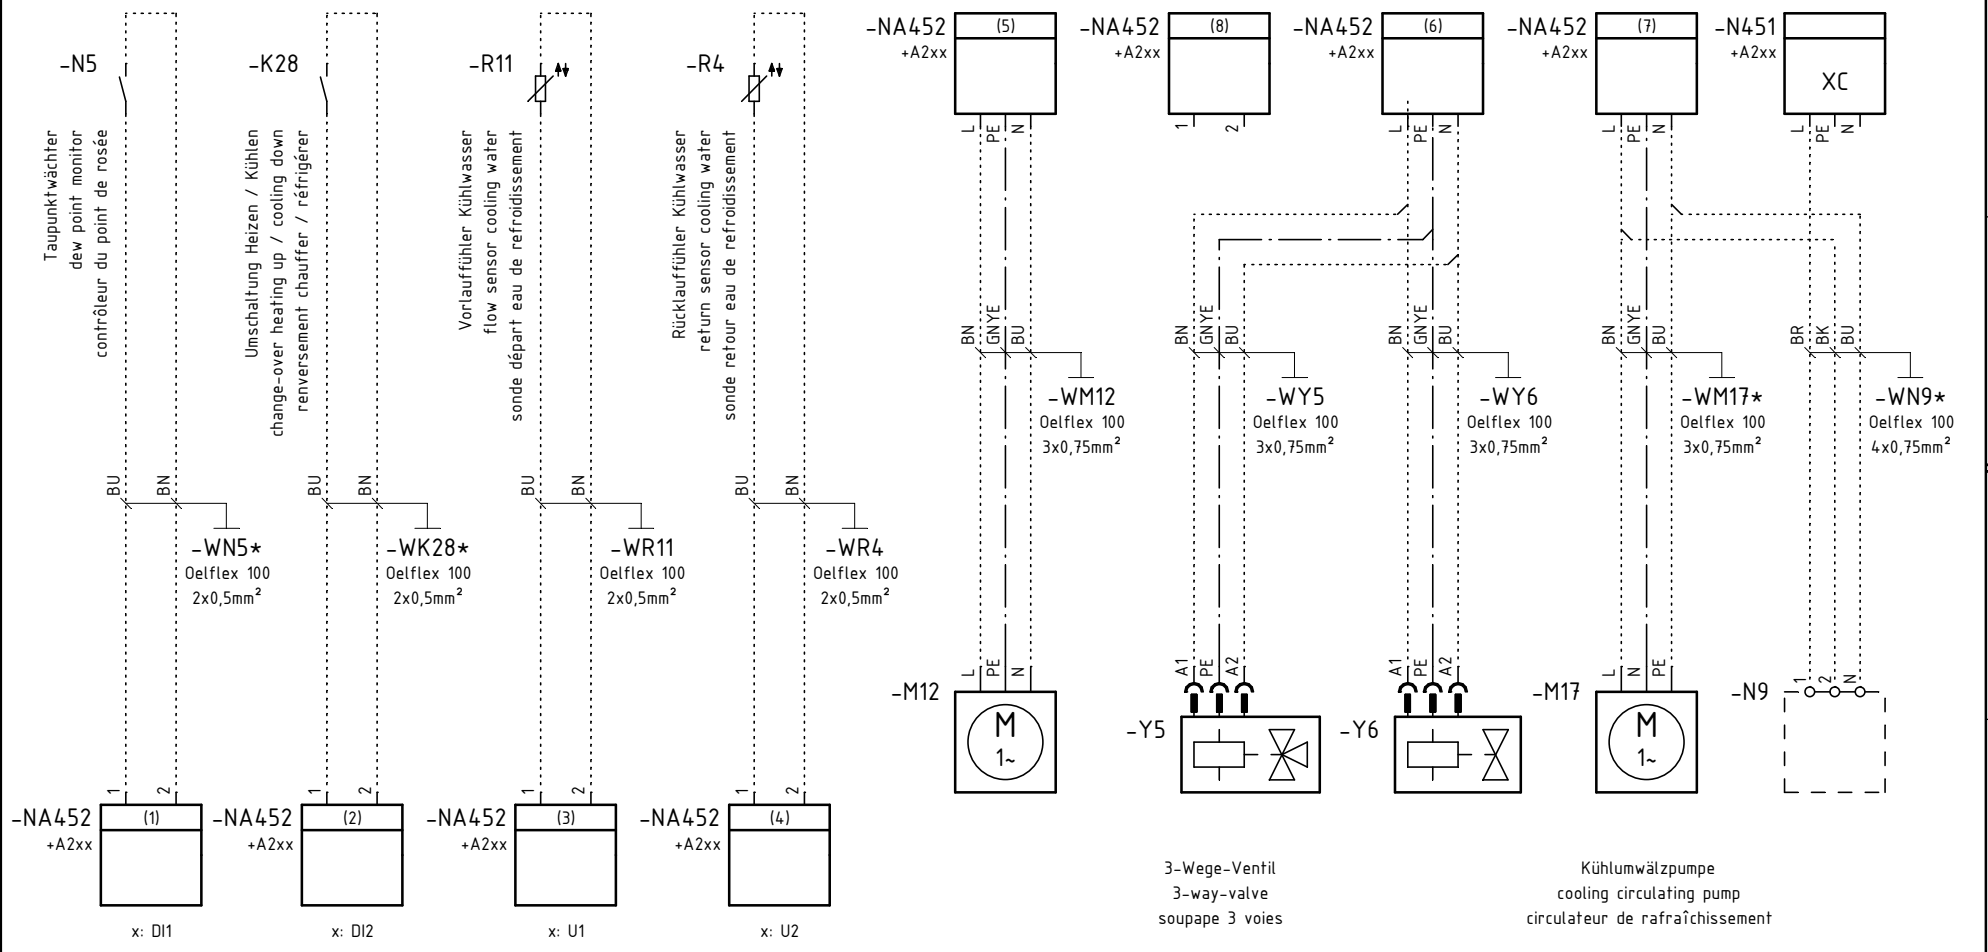 -N5
Taupunktwächter
dew point monitor
contrôleur du point de rosée
BU
BN
-WN5*
Oelflex 100
2x0,5mm²
1
2
-NA452
+A2xx
(1)
x: DI1
-K28
Umschaltung Heizen / Kühlen
change-over heating up / cooling down
renversement chauffer / réfrigérer
BU
BN
-WK28*
Oelflex 100
2x0,5mm²
1
2
-NA452
+A2xx
(2)
x: DI2
-R11
Vorlauffühler Kühlwasser
flow sensor cooling water
sonde départ eau de refroidissement
BU
BN
-WR11
Oelflex 100
2x0,5mm²
1
2
-NA452
+A2xx
(3)
x: U1
-R4
Rücklauffühler Kühlwasser
return sensor cooling water
sonde retour eau de refroidissement
BU
BN
-WR4
Oelflex 100
2x0,5mm²
1
2
-NA452
+A2xx
(4)
x: U2
-NA452
+A2xx
(5)
L
PE
N
BN
GNYE
BU
-WM12
Oelflex 100
3x0,75mm²
L
PE
N
-M12
M
1~
-NA452
+A2xx
(8)
1
2
BN
GNYE
BU
-WY5
Oelflex 100
3x0,75mm²
A1
PE
A2
-Y5
3-Wege-Ventil
3-way-valve
soupape 3 voies
-NA452
+A2xx
(6)
L
PE
N
BN
GNYE
BU
-WY6
Oelflex 100
3x0,75mm²
A1
PE
A2
-Y6
-NA452
+A2xx
(7)
L
PE
N
BN
GNYE
BU
-WM17*
Oelflex 100
3x0,75mm²
L
N
PE
-M17
M
1~
Kühlumwälzpumpe
cooling circulating pump
circulateur de rafraîchissement
-N451
+A2xx
XC
L
PE
N
BR
BK
BU
-WN9*
Oelflex 100
4x0,75mm²
1
2
N
-N9